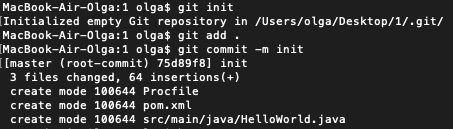 MacBook-Air-Olga:1 olga$ git init
[Initialized empty Git repository in /Users/olga/Desktop/1/.git/
MacBook-Air-Olga:1 olga$ git add .
[MacBook-Air-Olga:1 olga$ git commit -m init
[[master (root-commit) 75d89f8] init
3 files changed, 64 insertions(+)
create mode 100644 Procfile
create mode 100644 pom.xml
create mode 100644 src/main/java/HelloWorld.java